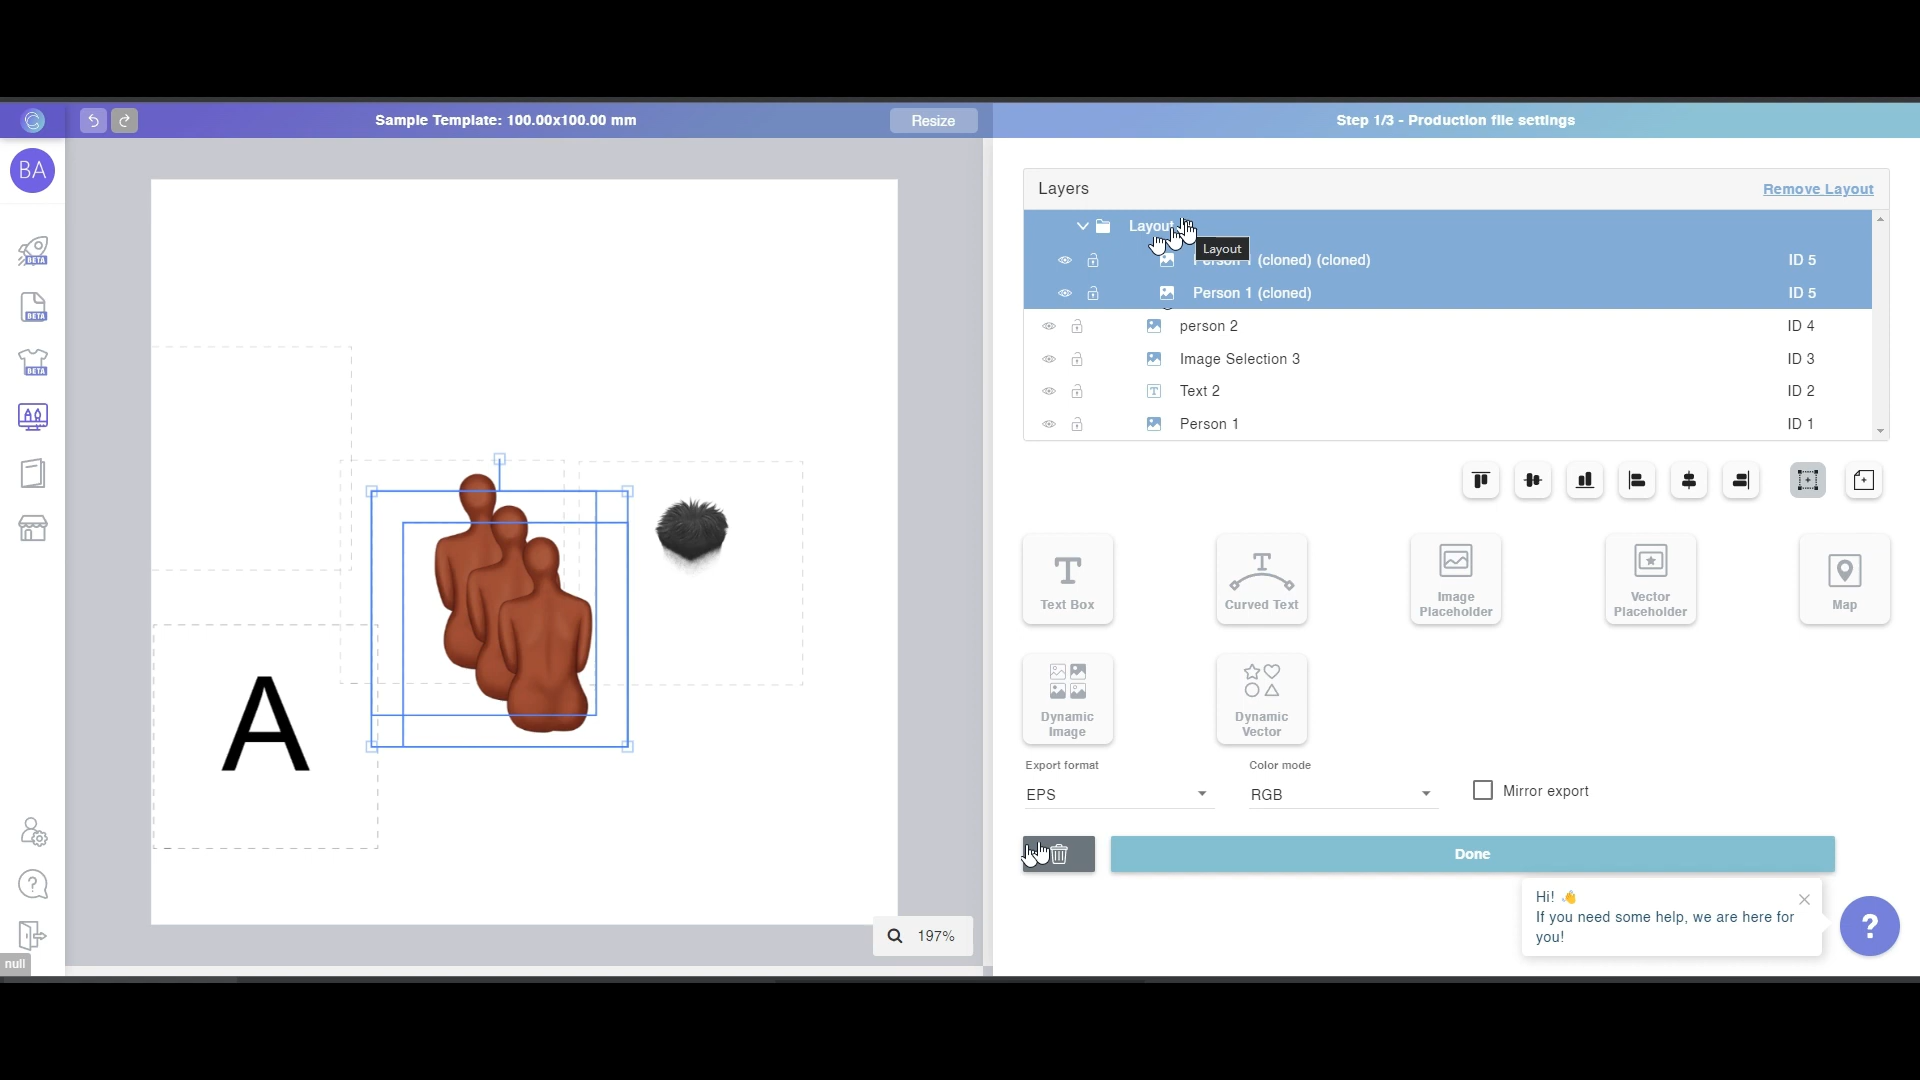 Sample Template: 100.00x100.00 mm
Resize
Step 1/3 - Production file settings
BA
BETA
BETA
BETA
Layers
Remove Layout
Layout
Layout
(cloned) (cloned)
ID 5
Person 1 (cloned)
ID 5
person 2
ID 4
Image Selection 3
ID 3
Text 2
ID 2
Person 1
ID 1
A
Text Box
Curved Text
Image
Placeholder
Vector
Placeholder
Map
Dynamic
Image
Dynamic
Vector
Export format
Color mode
EPS
RGB
Mirror export
Done
Hi! 👋
If you need some help, we are here for
you!
197%
null